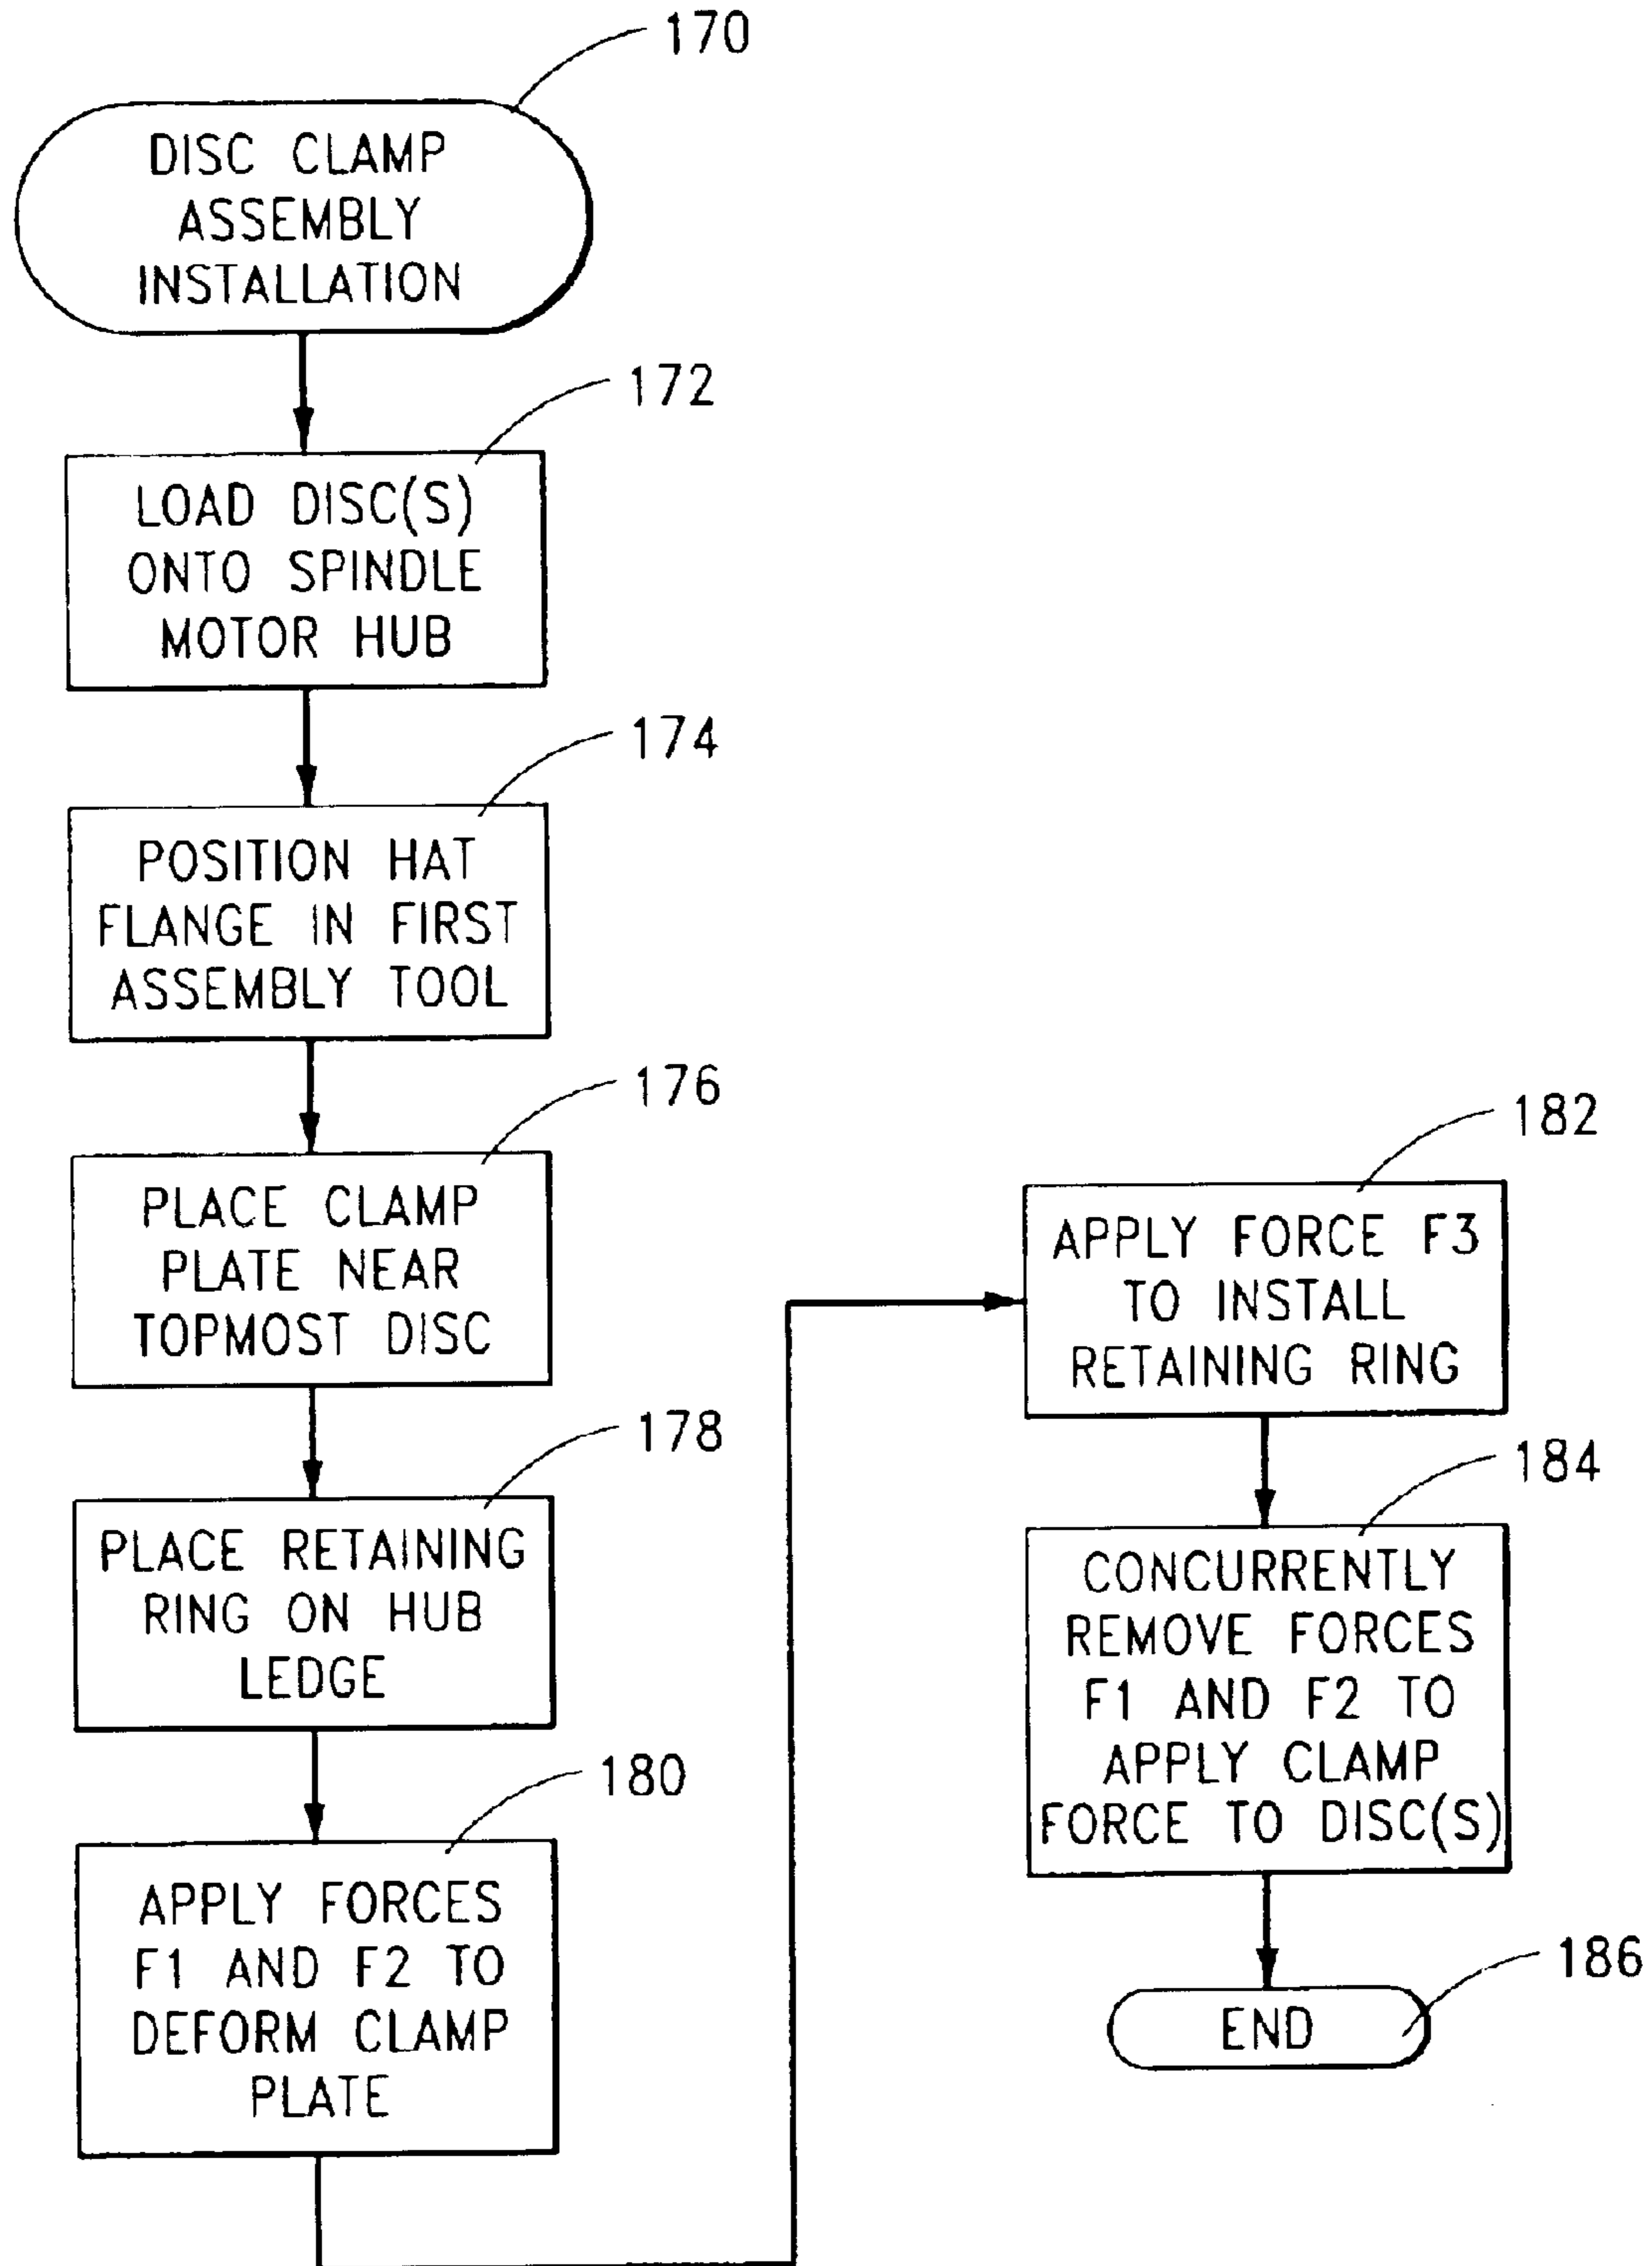 170
DISC CLAMP
ASSEMBLY
INSTALLATION
172
LOAD DISC(S)
ONTO SPINDLE
MOTOR HUB
174
POSITION HAT
FLANGE IN FIRST
ASSEMBLY TOOL
176
PLACE CLAMP
PLATE NEAR
TOPMOST DISC
178
PLACE RETAINING
RING ON HUB
LEDGE
180
APPLY FORCES
F1 AND F2 TO
DEFORM CLAMP
PLATE
182
APPLY FORCE F3
TO INSTALL
RETAINING RING
184
CONCURRENTLY
REMOVE FORCES
F1 AND F2 TO
APPLY CLAMP
FORCE TO DISC(S)
186
END